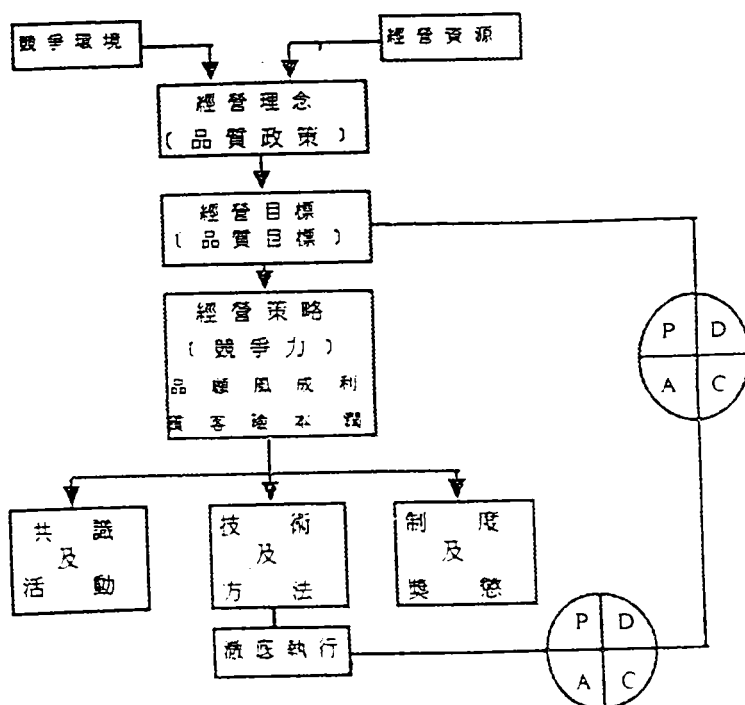 競爭環境
經營資源
經營理念
(品質政策)
經營目標
(品質目標)
經營策略
(競爭力)
品 顧 風 成 利
質 客 險 本 潤
共 識
及
活 動
技 術
及
方 法
制 度
及
獎 懲
徹底執行
P D
A C
P D
A C